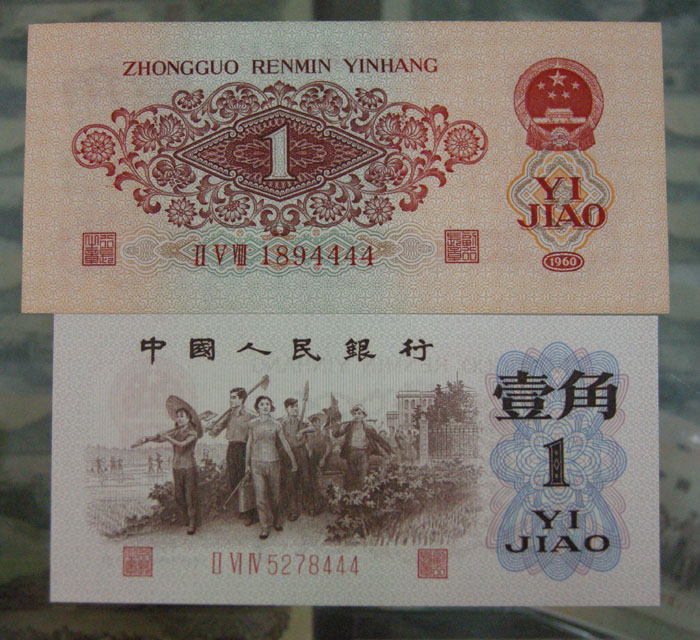 ZHONGGUO RENMIN YINHANG
1
YI
JIAO
II V VIII 1894444
1960
中國人民銀行
壹角
1
YI
JIAO
II VI IV 5278444